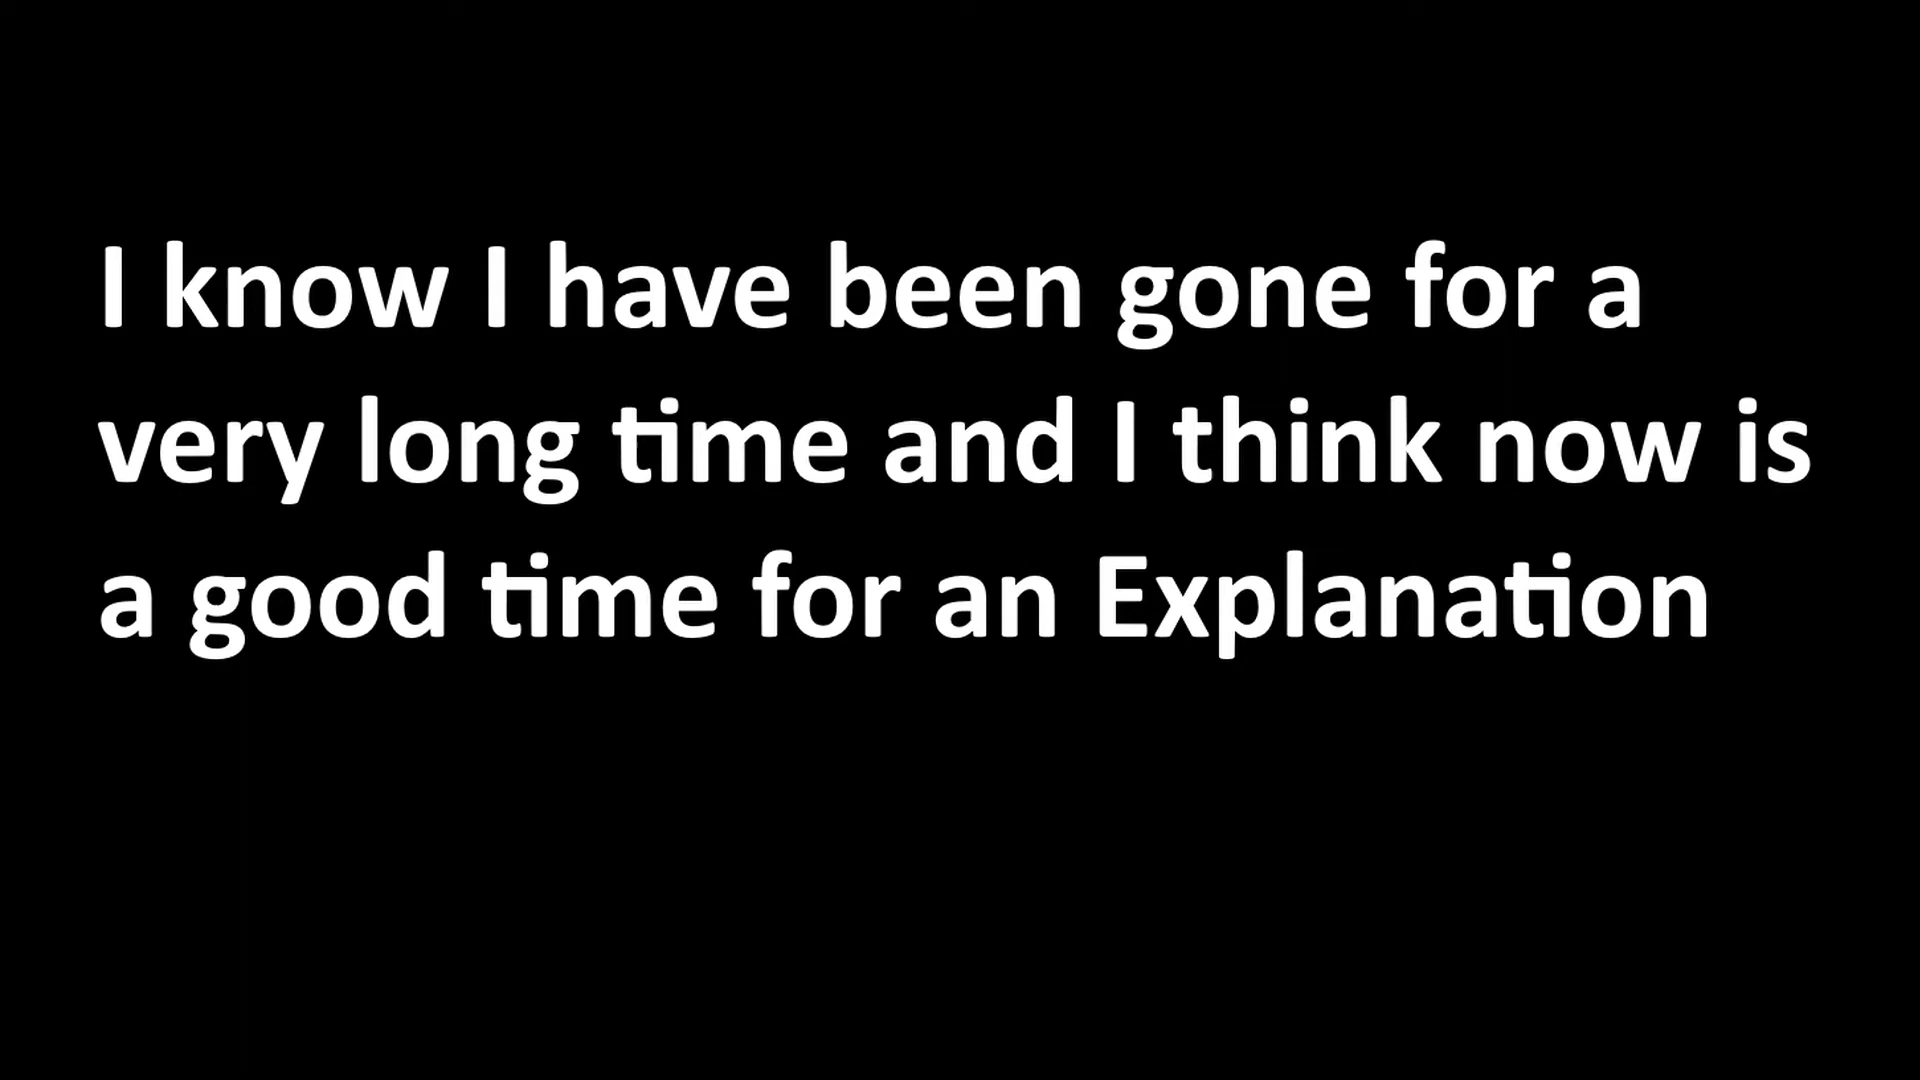 I know I have been gone for a
very long time and I think now is
a good time for an Explanation